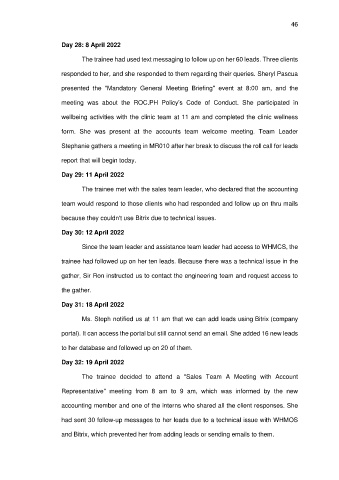 46
Day 28: 8 April 2022
The trainee had used text messaging to follow up on her 60 leads. Three clients
responded to her, and she responded to them regarding their queries. Sheryl Pascua
presented the "Mandatory General Meeting Briefing" event at 8:00 am, and the
meeting was about the ROC.PH Policy's Code of Conduct. She participated in
wellbeing activities with the clinic team at 11 am and completed the clinic wellness
form. She was present at the accounts team welcome meeting. Team Leader
Stephanie gathers a meeting in MR010 after her break to discuss the roll call for leads
report that will begin today.
Day 29: 11 April 2022
The trainee met with the sales team leader, who declared that the accounting
team would respond to those clients who had responded and follow up on thru mails
because they couldn't use Bitrix due to technical issues.
Day 30: 12 April 2022
Since the team leader and assistance team leader had access to WHMCS, the
trainee had followed up on her ten leads. Because there was a technical issue in the
gather. Sir Ron instructed us to contact the engineering team and request access to
the gather.
Day 31: 18 April 2022
Ms. Steph notified us at 11 am that we can add leads using Bitrix (company
portal). It can access the portal but still cannot send an email. She added 16 new leads
to her database and followed up on 20 of them.
Day 32: 19 April 2022
The trainee decided to attend a "Sales Team A Meeting with Account
Representative" meeting from 8 am to 9 am, which was informed by the new
accounting member and one of the interns who shared all the client responses. She
had sent 30 follow-up messages to her leads due to a technical issue with WHMOS
and Bitrix, which prevented her from adding leads or sending emails to them.